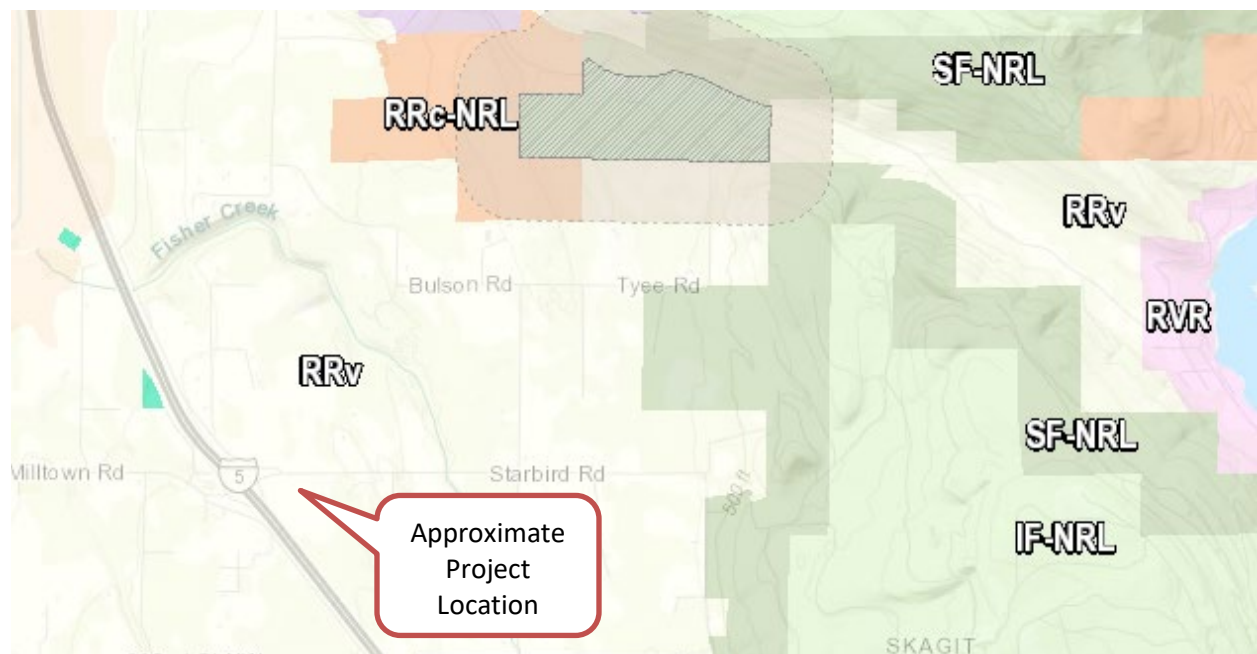 SF-NRL
RRc-NRL
Fisher Creek
RRv
Bulson Rd
Tyee Rd
RVR
RRv
SF-NRL
Milltown Rd
5
Starbird Rd
500 ft
Approximate
Project
Location
IF-NRL
SKAGIT